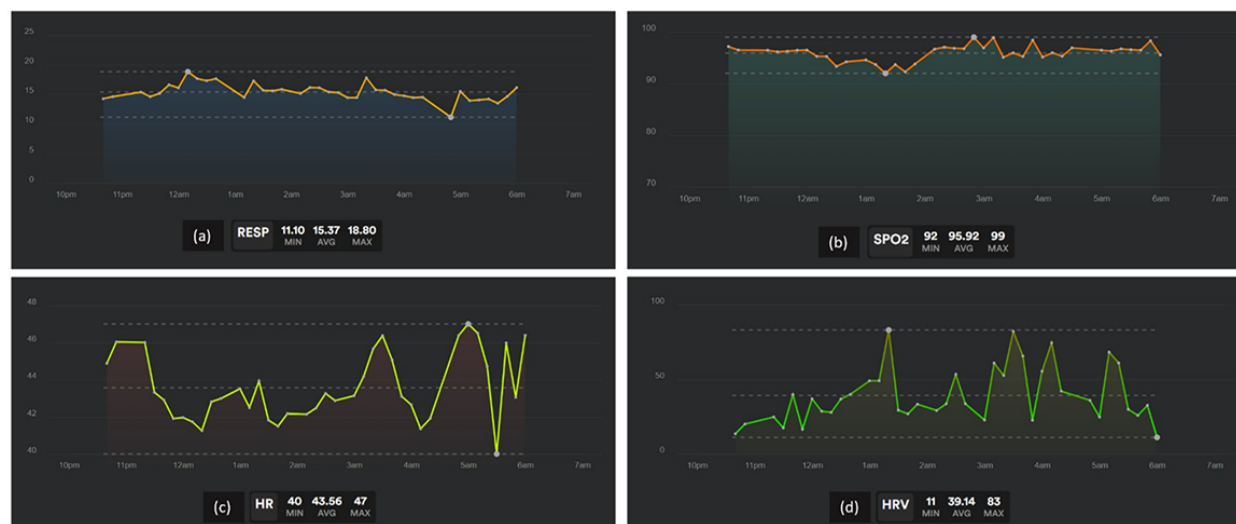 25
20
15
10
5
0
10pm 11pm 12am 1am 2am 3am 4am 5am 6am 7am
(a) RESP 11.10 15.37 18.80
MIN AVG MAX
100
90
80
70
10pm 11pm 12am 1am 2am 3am 4am 5am 6am 7am
(b) SPO2 92 95.92 99
MIN AVG MAX
48
46
44
42
40
10pm 11pm 12am 1am 2am 3am 4am 5am 6am 7am
(c) HR 40 43.56 47
MIN AVG MAX
100
50
0
10pm 11pm 12am 1am 2am 3am 4am 5am 6am 7am
(d) HRV 11 39.14 83
MIN AVG MAX